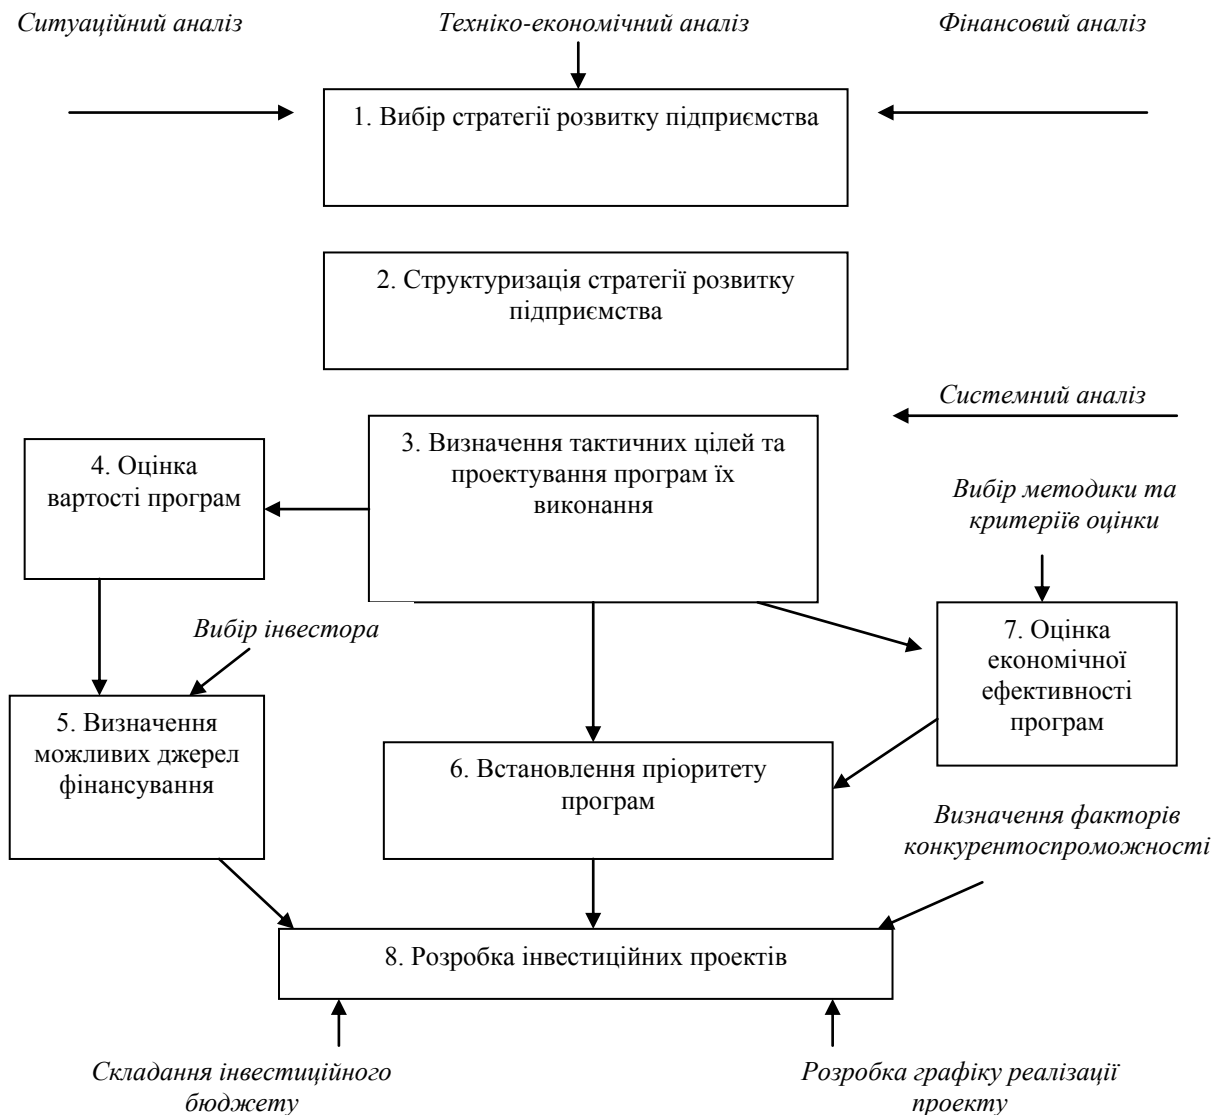 Ситуаційний аналіз
Техніко-економічний аналіз
Фінансовий аналіз
1. Вибір стратегії розвитку підприємства
2. Структуризація стратегії розвитку
підприємства
Системний аналіз
3. Визначення тактичних цілей та
проектування програм їх
виконання
4. Оцінка
вартості програм
Вибір методики та
критеріїв оцінки
Вибір інвестора
7. Оцінка
економічної
ефективності
програм
5. Визначення
можливих джерел
фінансування
6. Встановлення пріоритету
програм
Визначення факторів
конкурентоспроможності
8. Розробка інвестиційних проектів
Складання інвестиційного
бюджету
Розробка графіку реалізації
проекту